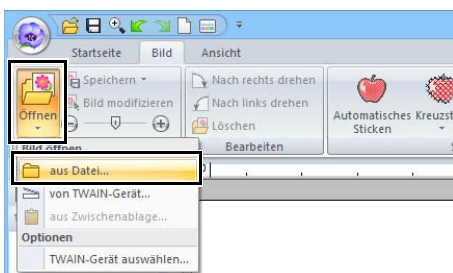 Startseite Bild Ansicht
Öffnen
Speichern
Bild modifizieren
Nach rechts drehen
Nach links drehen
Löschen
Bearbeiten
Automatisches
Sticken
Bild öffnen
aus Datei...
von TWAIN-Gerät...
aus Zwischenablage...
Optionen
TWAIN-Gerät auswählen...